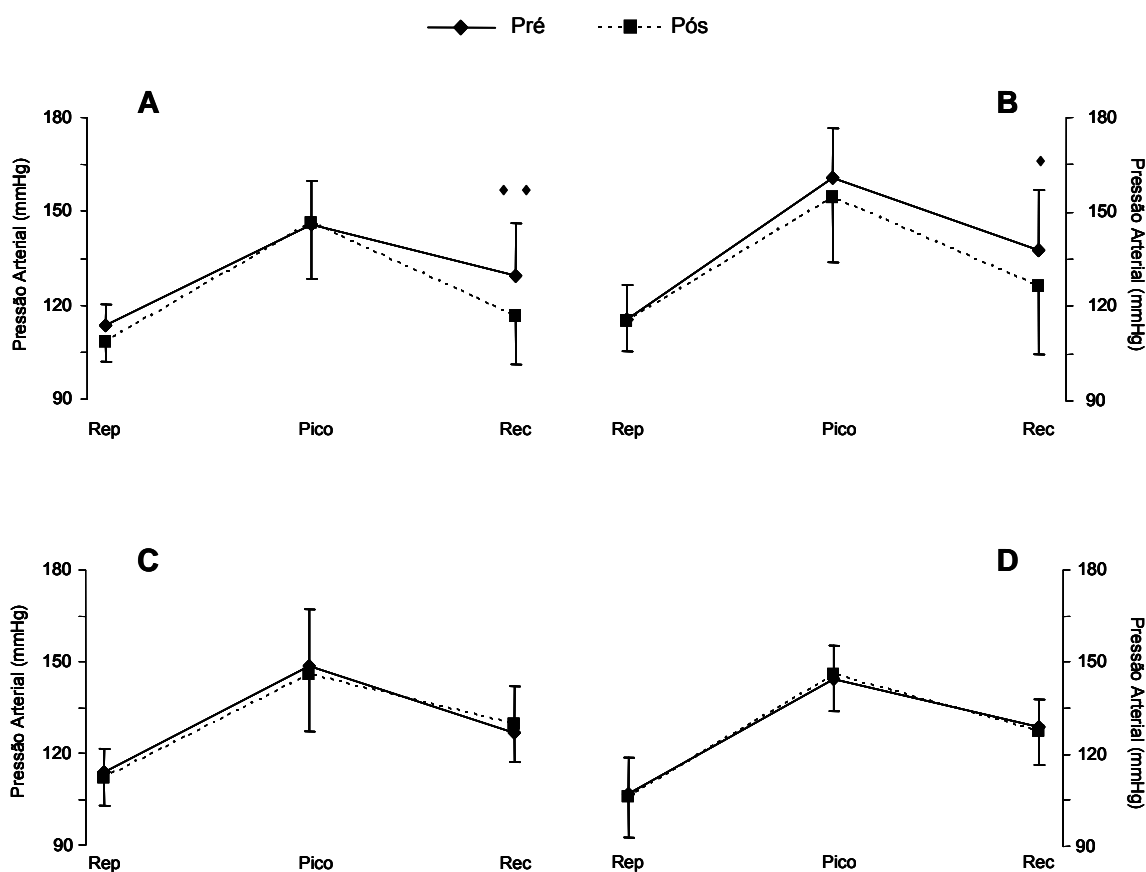 Pré Pós
A B
Pressão Arterial (mmHg)
180
150
120
90
Rep Pico Rec
180
150
120
90
Pressão Arterial (mmHg)
Rep Pico Rec
C D
Pressão Arterial (mmHg)
180
150
120
90
Rep Pico Rec
180
150
120
90
Pressão Arterial (mmHg)
Rep Pico Rec